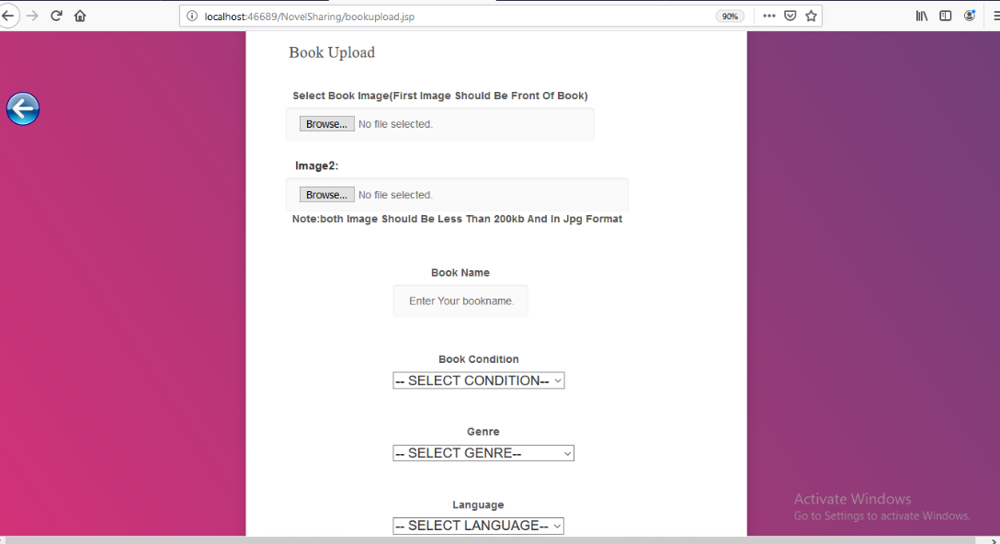 localhost:46689/NovelSharing/bookupload.jsp
90%
Book Upload
Select Book Image(First Image Should Be Front Of Book)
Browse... No file selected.
Image2:
Browse... No file selected.
Note:both Image Should Be Less Than 200kb And In Jpg Format
Book Name
Enter Your bookname.
Book Condition
-- SELECT CONDITION--
Genre
-- SELECT GENRE--
Language
-- SELECT LANGUAGE--
Activate Windows
Go to Settings to activate Windows.